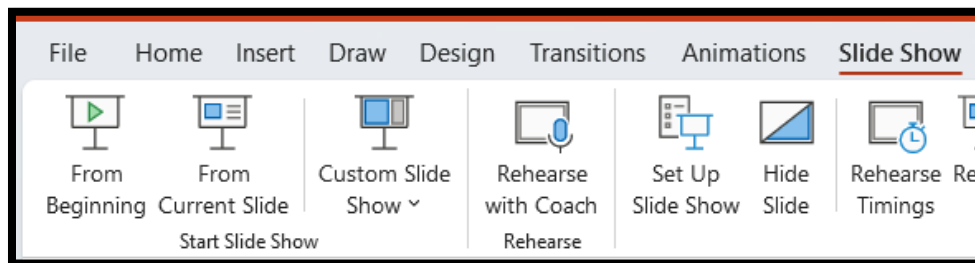 File Home Insert Draw Design Transitions Animations Slide Show
From Beginning
From Current Slide
Custom Slide Show
Rehearse with Coach
Set Up Slide Show
Hide Slide
Rehearse Timings
Start Slide Show
Rehearse